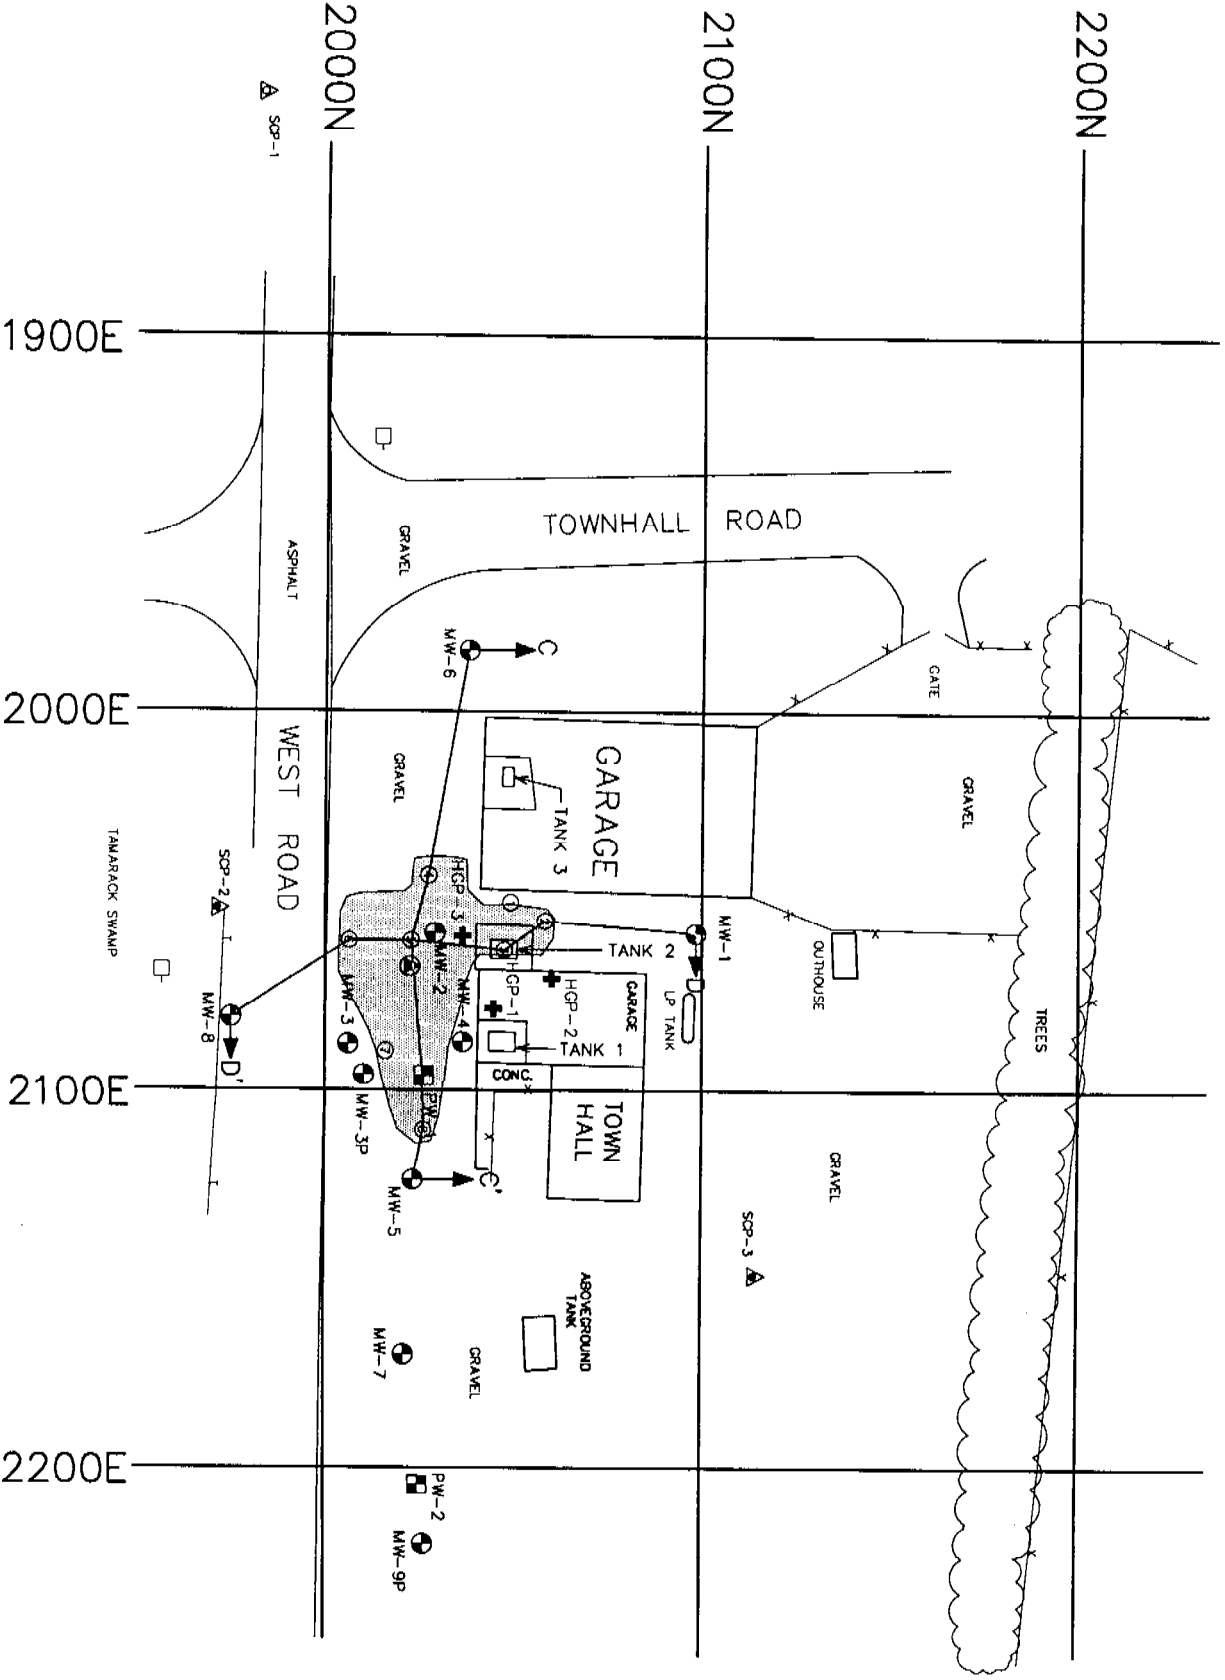 2000N
2100N
2200N
SCP-1
1900E
TOWNHALL ROAD
GRAVEL
ASPHALT
MW-6
C
GATE
2000E
WEST ROAD
GRAVEL
GARAGE
TANK 3
GRAVEL
TAMARACK SWAMP
SCP-2
HGP-3
MW-1
D
TANK 2
MW-2
HGP-1
HGP-2
GARAGE
LP TANK
OUTHOUSE
TREES
MW-8
D'
MW-3
MW-4
TANK 1
7
2100E
MW-3P
CONC.
TOWN
HALL
MW-5
C'
GRAVEL
SCP-3
ABOVEGROUND
TANK
MW-7
GRAVEL
2200E
PW-2
MW-9P